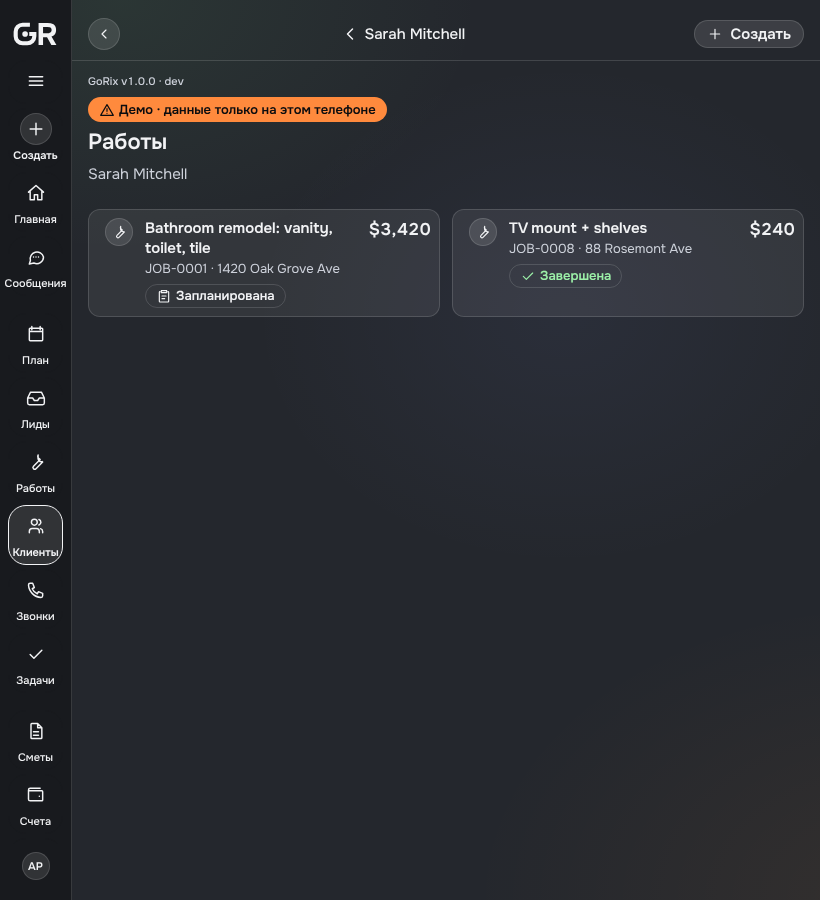 GR
Sarah Mitchell
Создать
GoRix v1.0.0 · dev
Демо · данные только на этом телефоне
Работы
Sarah Mitchell
Bathroom remodel: vanity,
toilet, tile
$3,420
JOB-0001 · 1420 Oak Grove Ave
Запланирована
TV mount + shelves
$240
JOB-0008 · 88 Rosemont Ave
Завершена
Создать
Главная
Сообщения
План
Лиды
Работы
Клиенты
Звонки
Задачи
Сметы
Счета
AP